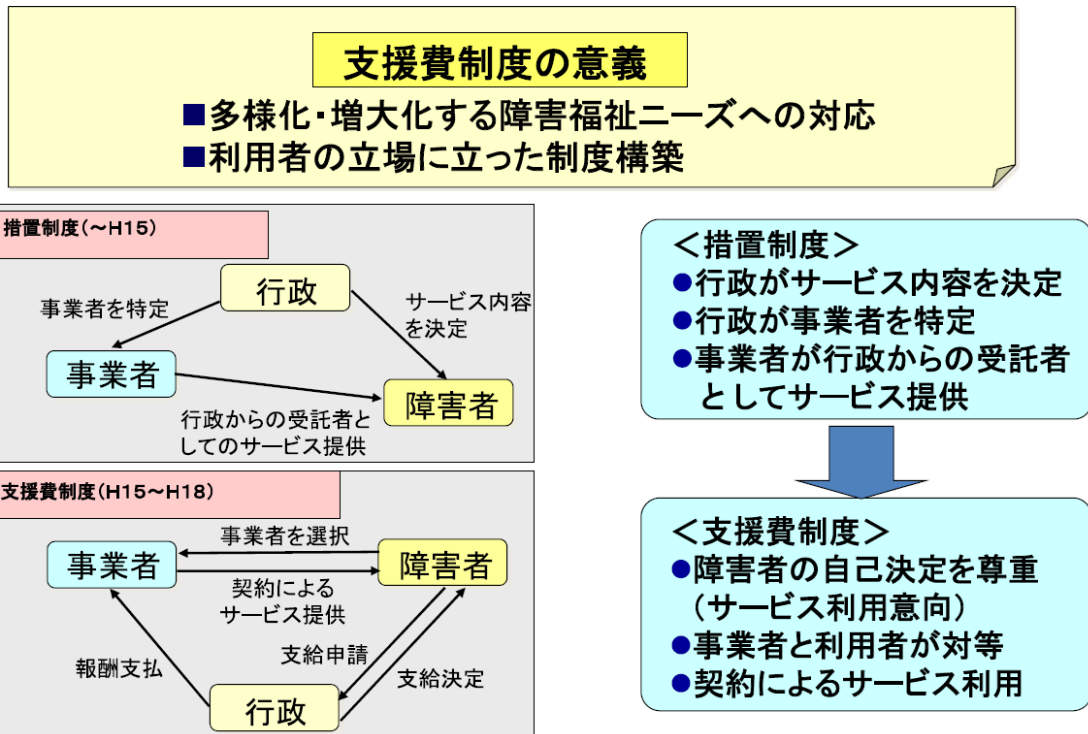 支援費制度の意義
■多様化・増大化する障害福祉ニーズへの対応
■利用者の立場に立った制度構築
措置制度(～H15)
行政
事業者を特定
サービス内容
を決定
事業者
障害者
行政からの受託者と
してのサービス提供
支援費制度(H15～H18)
事業者を選択
事業者
障害者
契約による
サービス提供
支給申請
報酬支払
支給決定
行政
＜措置制度＞
●行政がサービス内容を決定
●行政が事業者を特定
●事業者が行政からの受託者
としてサービス提供
＜支援費制度＞
●障害者の自己決定を尊重
（サービス利用意向）
●事業者と利用者が対等
●契約によるサービス利用